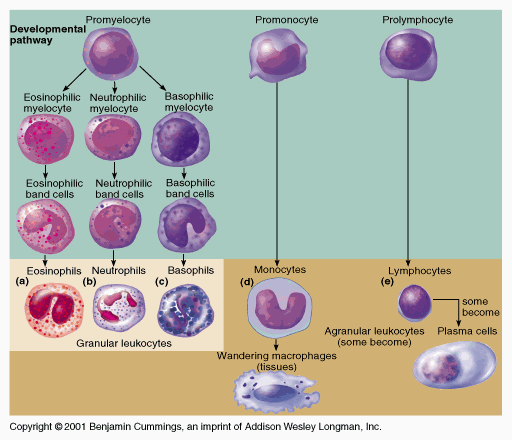 Promyelocyte
Promonocyte
Prolymphocyte
Developmental
pathway
Eosinophilic
myelocyte
Neutrophilic
myelocyte
Basophilic
myelocyte
Eosinophilic
band cells
Neutrophilic
band cells
Basophilic
band cells
Eosinophils
(a)
Neutrophils
(b)
Basophils
(c)
Granular leukocytes
Monocytes
(d)
Lymphocytes
(e)
some
become
Agranular leukocytes
(some become)
Plasma cells
Wandering macrophages
(tissues)
Copyright © 2001 Benjamin Cummings, an imprint of Addison Wesley Longman, Inc.